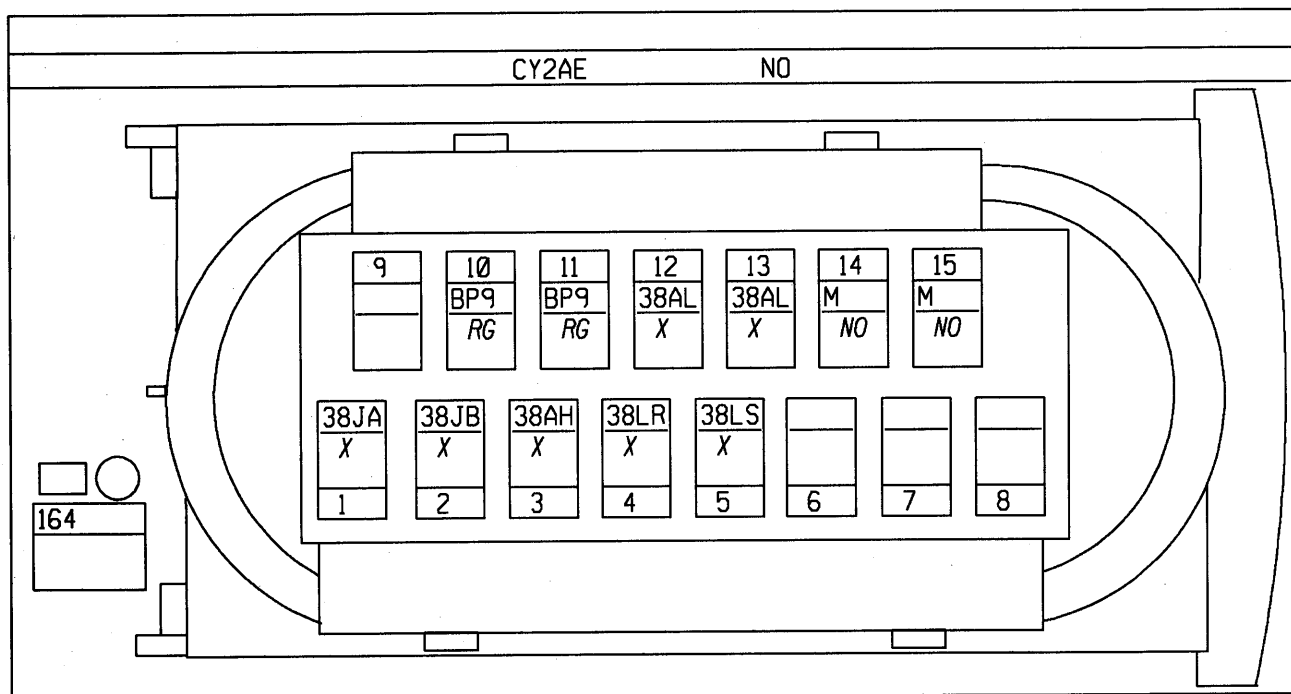 CY2AE NO
9 10 11 12 13 14 15
BP9 BP9 38AL 38AL M M
RG RG X X NO NO
38JA 38JB 38AH 38LR 38LS
X X X X X
1 2 3 4 5 6 7 8
164